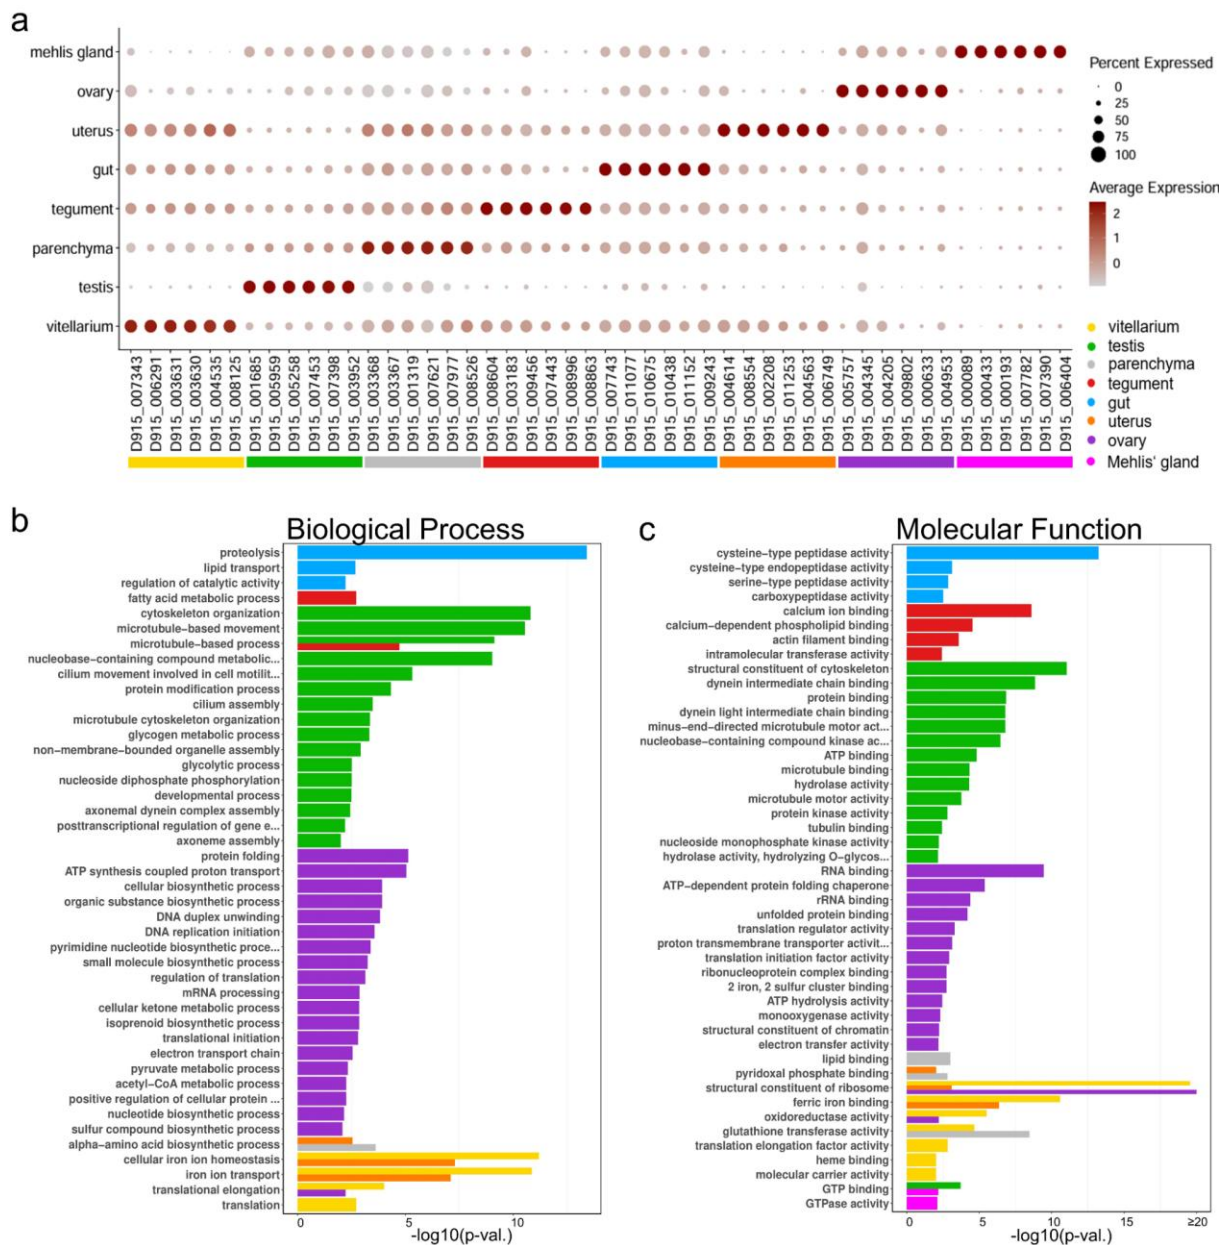 a
mehlis gland
ovary
uterus
gut
tegument
parenchyma
testis
vitellarium
D915_0073433
D915_006291
D915_003631
D915_003630
D915_004535
D915_008125
D915_001685
D915_005959
D915_005258
D915_007453
D915_007398
D915_003952
D915_003368
D915_003367
D915_001319
D915_007621
D915_007977
D915_008526
D915_008604
D915_003183
D915_009456
D915_007443
D915_008996
D915_008863
D915_007743
D915_011077
D915_010675
D915_010438
D915_011152
D915_009243
D915_004614
D915_008554
D915_002208
D915_011253
D915_004563
D915_006749
D915_005757
D915_004345
D915_004205
D915_009802
D915_000633
D915_004953
D915_000089
D915_000433
D915_001093
D915_007782
D915_007390
D915_006404
Percent Expressed
0
25
50
75
100
Average Expression
2
1
0
vitellarium
testis
parenchyma
tegument
gut
uterus
ovary
Mehlis‘ gland
b
Biological Process
proteolysis
lipid transport
regulation of catalytic activity
fatty acid metabolic process
cytoskeleton organization
microtubule−based movement
microtubule−based process
nucleobase−containing compound metabolic...
cilium movement involved in cell motilit...
protein modification process
cilium assembly
microtubule cytoskeleton organization
glycogen metabolic process
non−membrane−bounded organelle assembly
glycolytic process
nucleoside diphosphate phosphorylation
developmental process
axonemal dynein complex assembly
posttranscriptional regulation of gene e...
axoneme assembly
protein folding
ATP synthesis coupled proton transport
cellular biosynthetic process
organic substance biosynthetic process
DNA duplex unwinding
DNA replication initiation
pyrimidine nucleotide biosynthetic proce...
small molecule biosynthetic process
regulation of translation
mRNA processing
cellular ketone metabolic process
isoprenoid biosynthetic process
translational initiation
electron transport chain
pyruvate metabolic process
acetyl−CoA metabolic process
positive regulation of cellular protein ...
nucleotide biosynthetic process
sulfur compound biosynthetic process
alpha−amino acid biosynthetic process
cellular iron ion homeostasis
iron ion transport
translational elongation
translation
0 5 10
-log10(p-val.)
c
Molecular Function
cysteine−type peptidase activity
cysteine−type endopeptidase activity
serine−type peptidase activity
carboxypeptidase activity
calcium ion binding
calcium−dependent phospholipid binding
actin filament binding
intramolecular transferase activity
structural constituent of cytoskeleton
dynein intermediate chain binding
protein binding
dynein light intermediate chain binding
minus−end−directed microtubule motor act...
nucleobase−containing compound kinase ac...
ATP binding
microtubule binding
hydrolase activity
microtubule motor activity
protein kinase activity
tubulin binding
nucleoside monophosphate kinase activity
hydrolase activity, hydrolyzing O−glycos...
RNA binding
ATP−dependent protein folding chaperone
rRNA binding
unfolded protein binding
translation regulator activity
proton transmembrane transporter activit...
translation initiation factor activity
ribonucleoprotein complex binding
2 iron, 2 sulfur cluster binding
ATP hydrolysis activity
monooxygenase activity
structural constituent of chromatin
electron transfer activity
lipid binding
pyridoxal phosphate binding
structural constituent of ribosome
ferric iron binding
oxidoreductase activity
glutathione transferase activity
translation elongation factor activity
heme binding
molecular carrier activity
GTP binding
GTPase activity
0 5 10 15 ≥20
-log10(p-val.)